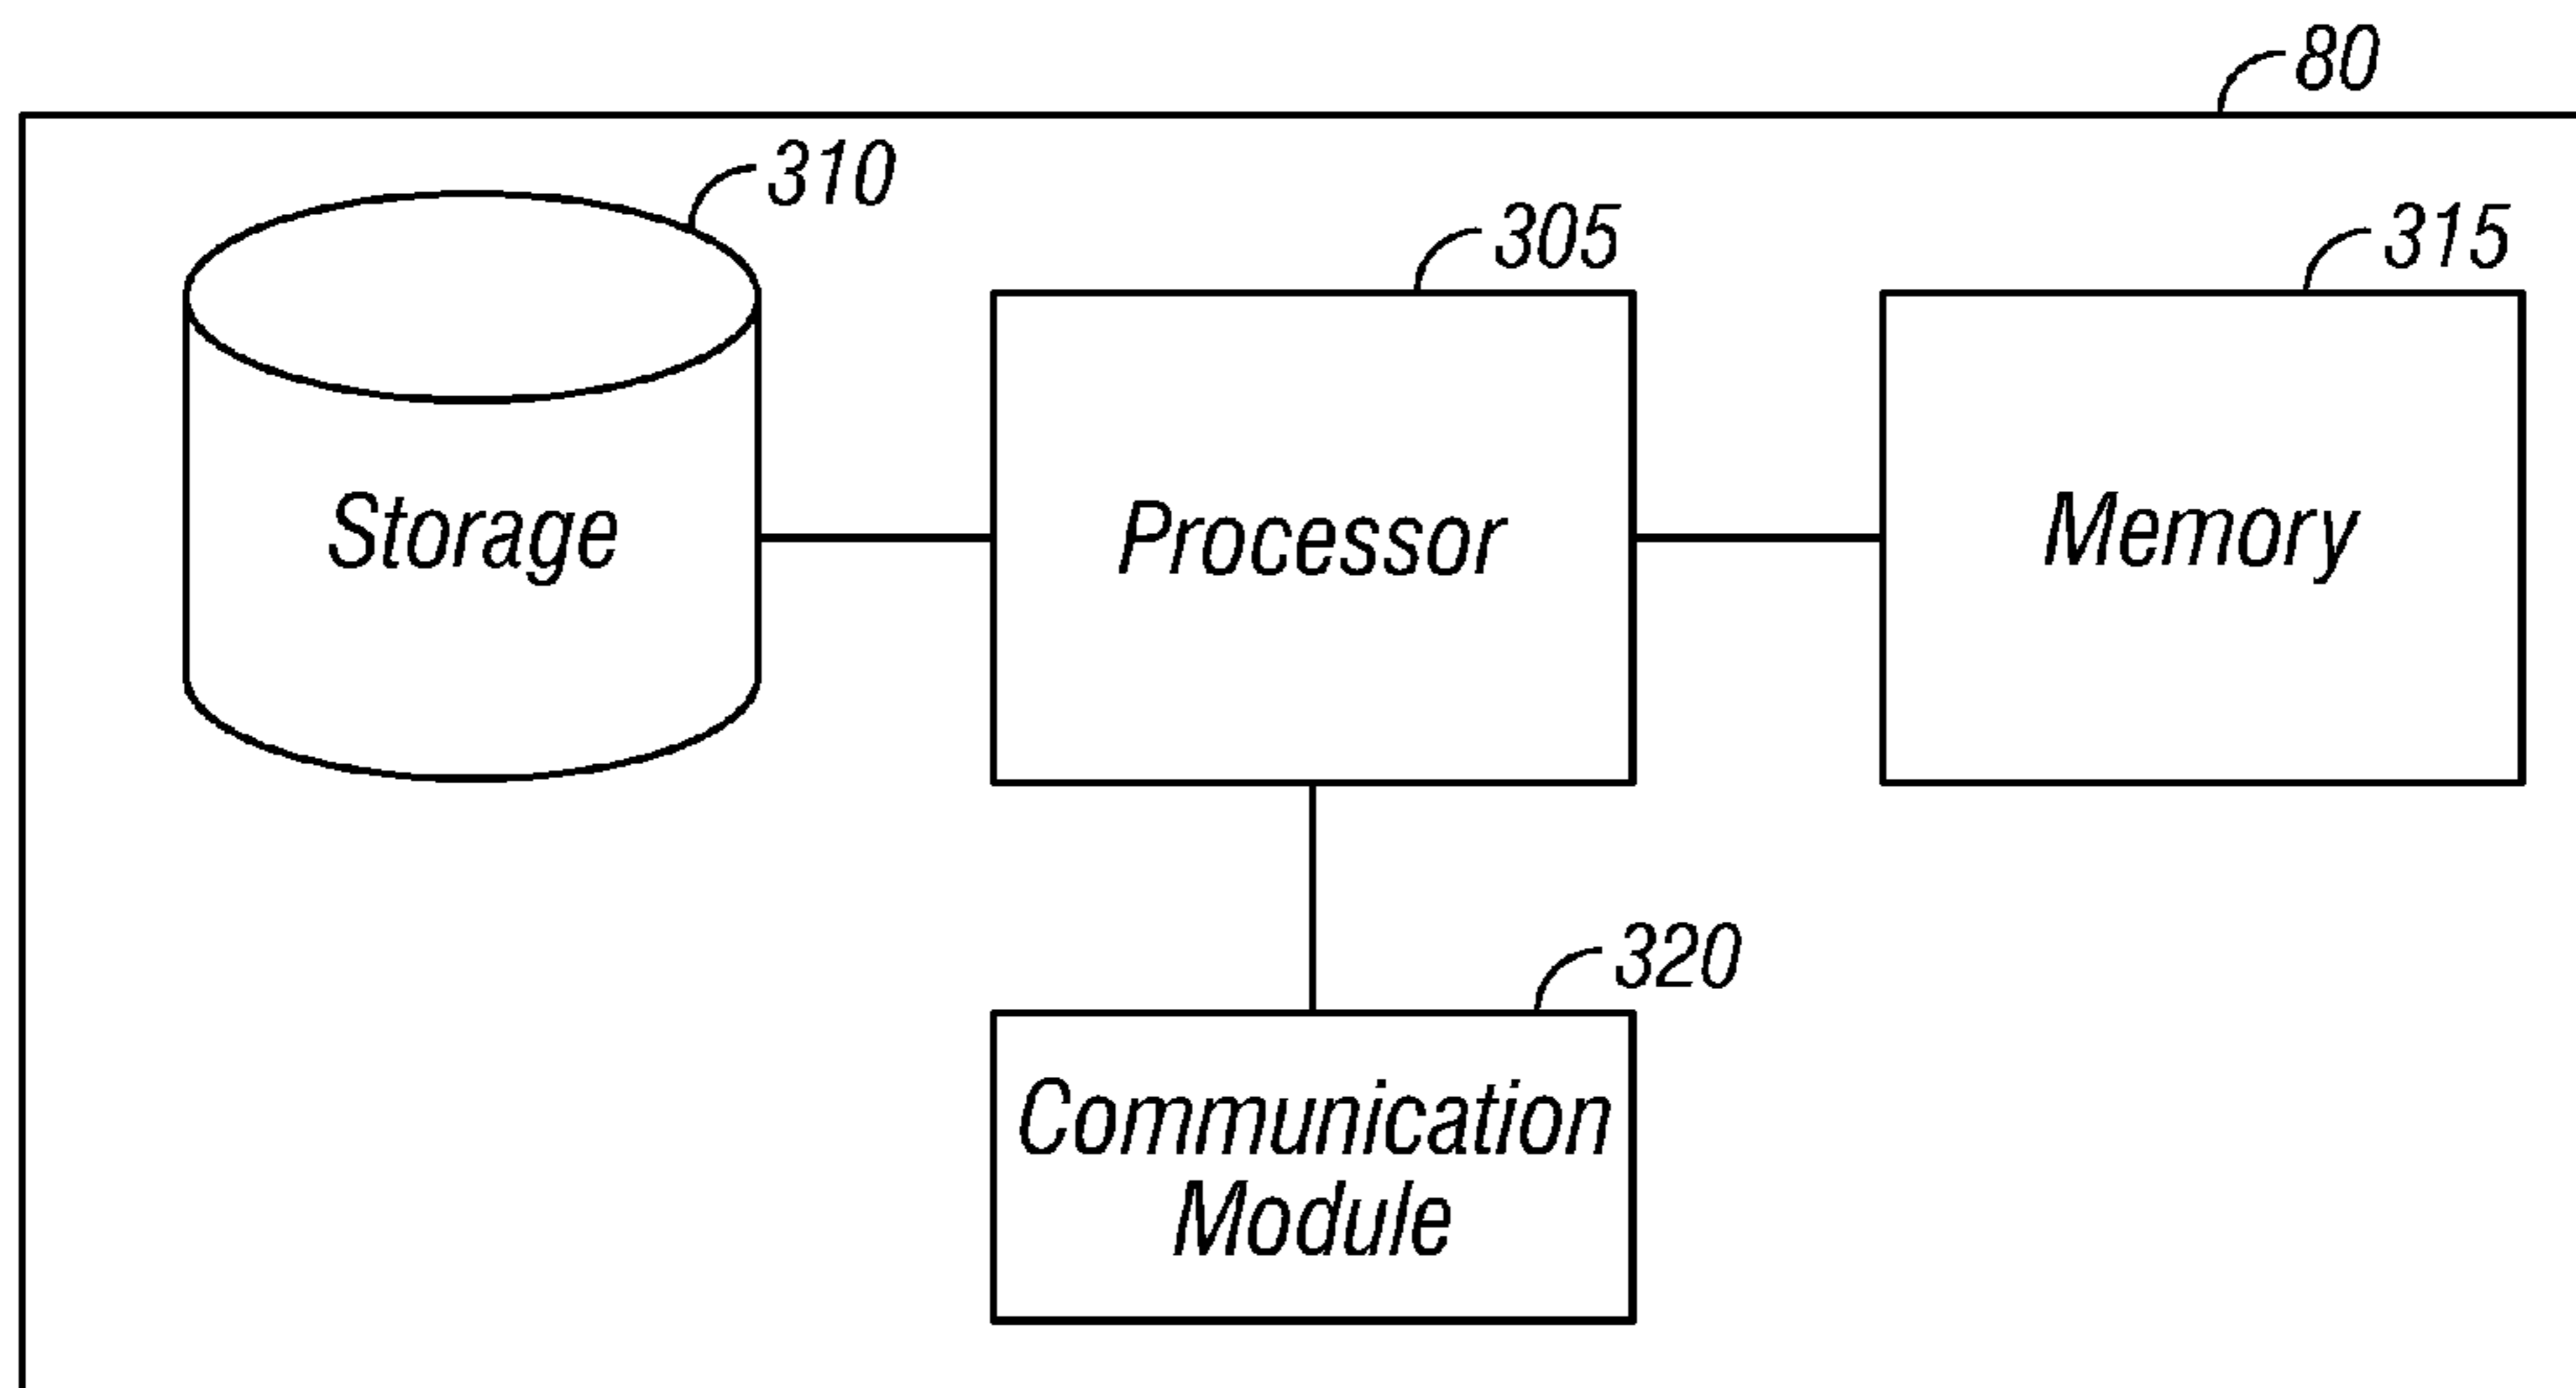 80
310
305
315
Storage
Processor
Memory
320
Communication
Module